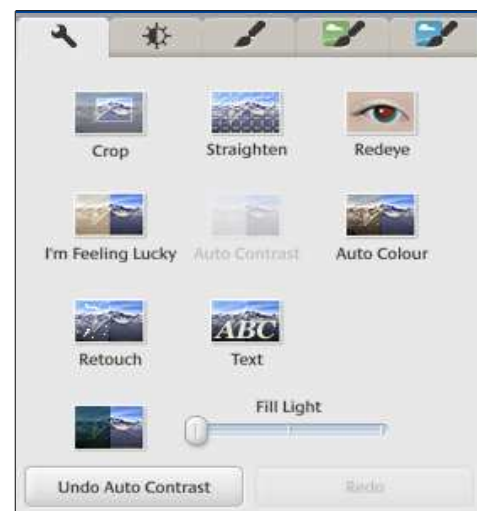 Crop Straighten Redeye
I'm Feeling Lucky Auto Contrast Auto Colour
Retouch Text
ABC
Fill Light
Undo Auto Contrast Redo